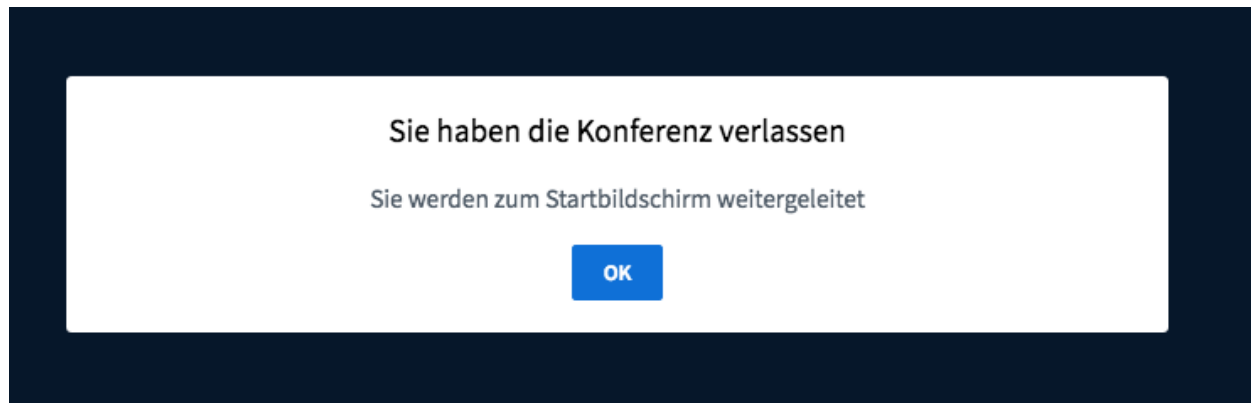 Sie haben die Konferenz verlassen
Sie werden zum Startbildschirm weitergeleitet
OK